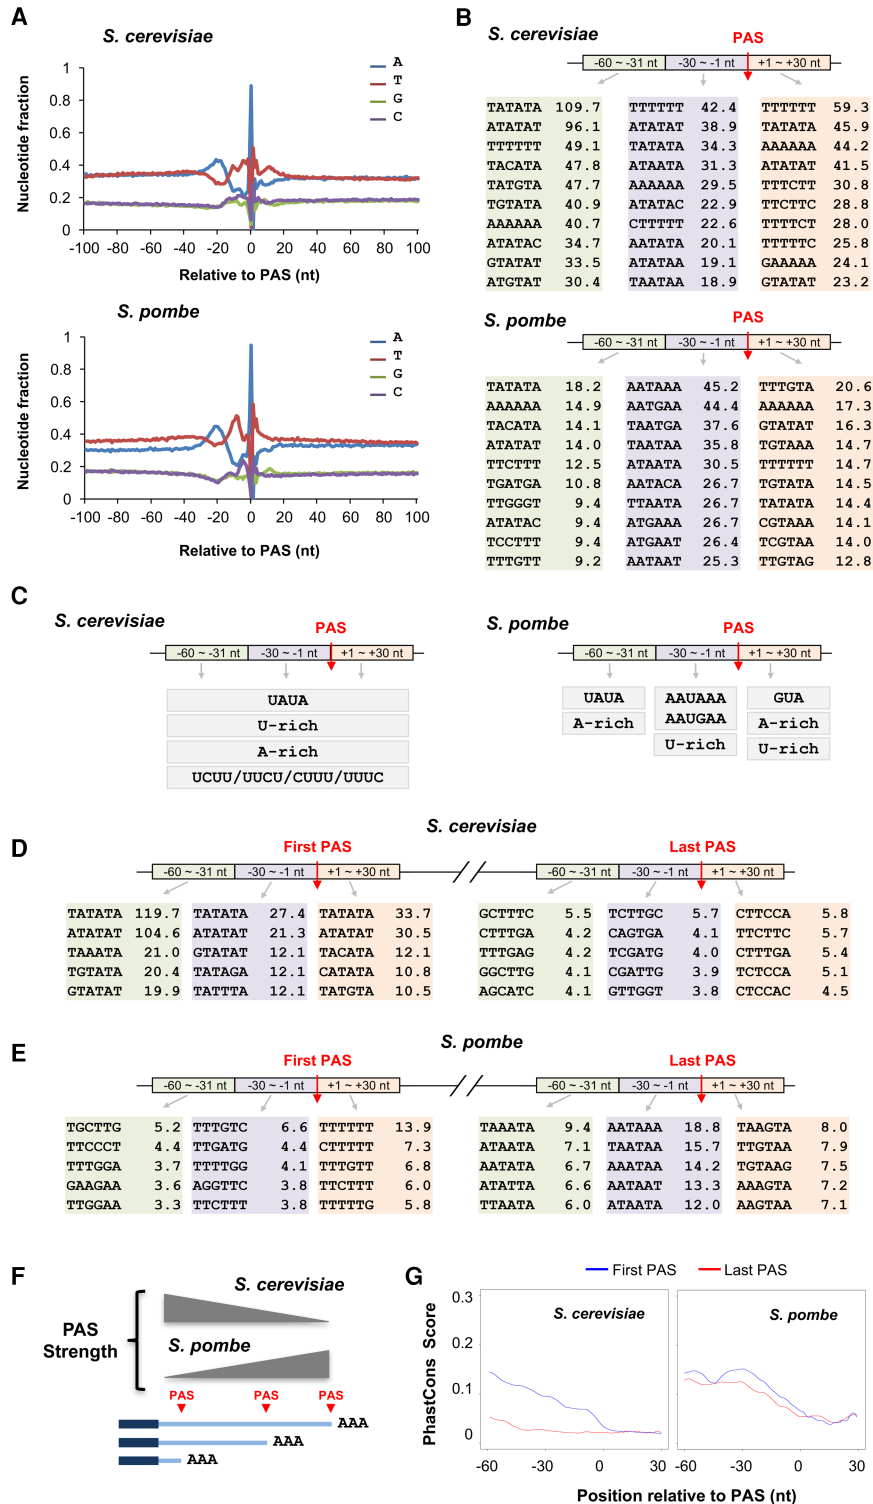 A
S. cerevisiae
Nucleotide fraction
1
0.8
0.6
0.4
0.2
0
A
T
G
C
-100 -80 -60 -40 -20 0 20 40 60 80 100
Relative to PAS (nt)
S. pombe
Nucleotide fraction
1
0.8
0.6
0.4
0.2
0
A
T
G
C
-100 -80 -60 -40 -20 0 20 40 60 80 100
Relative to PAS (nt)
B
S. cerevisiae
PAS
-60 ~ -31 nt -30 ~ -1 nt +1 ~ +30 nt
TATATA 109.7 TTTTTT 42.4 TTTTTT 59.3
ATATAT 96.1 ATATAT 38.9 TATATA 45.9
TTTTTT 49.1 TATATA 34.3 AAAAAA 44.2
TACATA 47.8 ATAATA 31.3 ATATAT 41.5
TATGTA 47.7 AAAAAA 29.5 TTTCTT 30.8
TGTATA 40.9 ATATAC 22.9 TTCTTC 28.8
AAAAAA 40.7 CTTTTT 22.6 TTTTCT 28.0
ATATAC 34.7 AATATA 20.1 TTTTTC 25.8
GTATAT 33.5 ATATAA 19.1 GAAAAA 24.1
ATGTAT 30.4 TAATAA 18.9 GTATAT 23.2
S. pombe
PAS
-60 ~ -31 nt -30 ~ -1 nt +1 ~ +30 nt
TATATA 18.2 AATAAA 45.2 TTTGTA 20.6
AAAAAA 14.9 AATGAA 44.4 AAAAAA 17.3
TACATA 14.1 TAATGA 37.6 GTATAT 16.3
ATATAT 14.0 TAATAA 35.8 TGTAAA 14.7
TTCTTT 12.5 ATAATA 30.5 TTTTTT 14.7
TGATGA 10.8 AATACA 26.7 TGTATA 14.5
TTGGGT 9.4 TTAATA 26.7 TATATA 14.4
ATATAC 9.4 ATGAAA 26.7 CGTAAA 14.1
TCCTTT 9.4 ATGAAT 26.4 TCGTAA 14.0
TTTGTT 9.2 AATAAT 25.3 TTGTAG 12.8
C
S. cerevisiae
PAS
-60 ~ -31 nt -30 ~ -1 nt +1 ~ +30 nt
UAUA
U-rich
A-rich
UCUU/UUCU/CUUU/UUUC
S. pombe
PAS
-60 ~ -31 nt -30 ~ -1 nt +1 ~ +30 nt
UAUA
A-rich
AAUAAA
AAUGAA
U-rich
GUA
A-rich
U-rich
D
S. cerevisiae
First PAS
-60 ~ -31 nt -30 ~ -1 nt +1 ~ +30 nt
TATATA 119.7 TATATA 27.4 TATATA 33.7
ATATAT 104.6 ATATAT 21.3 ATATAT 30.5
TAAATA 21.0 GTATAT 12.1 TACATA 12.1
TGTATA 20.4 TATAGA 12.1 CATATA 10.8
GTATAT 19.9 TATTTA 12.1 TATGTA 10.5
Last PAS
-60 ~ -31 nt -30 ~ -1 nt +1 ~ +30 nt
GCTTTC 5.5 TCTTGC 5.7 CTTCCA 5.8
CTTTGA 4.2 CAGTGA 4.1 TTCTTC 5.7
TTTGAG 4.2 TCGATG 4.0 CTTTGA 5.4
GGCTTG 4.1 CGATTG 3.9 TCTCCA 5.1
AGCATC 4.1 GTTGGT 3.8 CTCCAC 4.5
E
S. pombe
First PAS
-60 ~ -31 nt -30 ~ -1 nt +1 ~ +30 nt
TGCTTG 5.2 TTTGTC 6.6 TTTTTT 13.9
TTCCCT 4.4 TTGATG 4.4 CTTTTT 7.3
TTTGGA 3.7 TTTTGG 4.1 TTTGTT 6.8
GAAGAA 3.6 AGGTTC 3.8 TTCTTT 6.0
TTGGAA 3.3 TTCTTT 3.8 TTTTTG 5.8
Last PAS
-60 ~ -31 nt -30 ~ -1 nt +1 ~ +30 nt
TAAATA 9.4 AATAAA 18.8 TAAGTA 8.0
ATAATA 7.1 TAATAA 15.7 TTGTAA 7.9
AATATA 6.7 AAATAA 14.2 TGTAAG 7.5
ATATTA 6.6 AATAAT 13.3 AAAGTA 7.2
TTAATA 6.0 ATAATA 12.0 AAGTAA 7.1
F
PAS Strength
S. cerevisiae
S. pombe
PAS PAS PAS
AAA
AAA
AAA
G
First PAS Last PAS
PhastCons Score
0.3
0.2
0.1
0
S. cerevisiae
S. pombe
-60 -30 0 30 -60 -30 0 30
Position relative to PAS (nt)